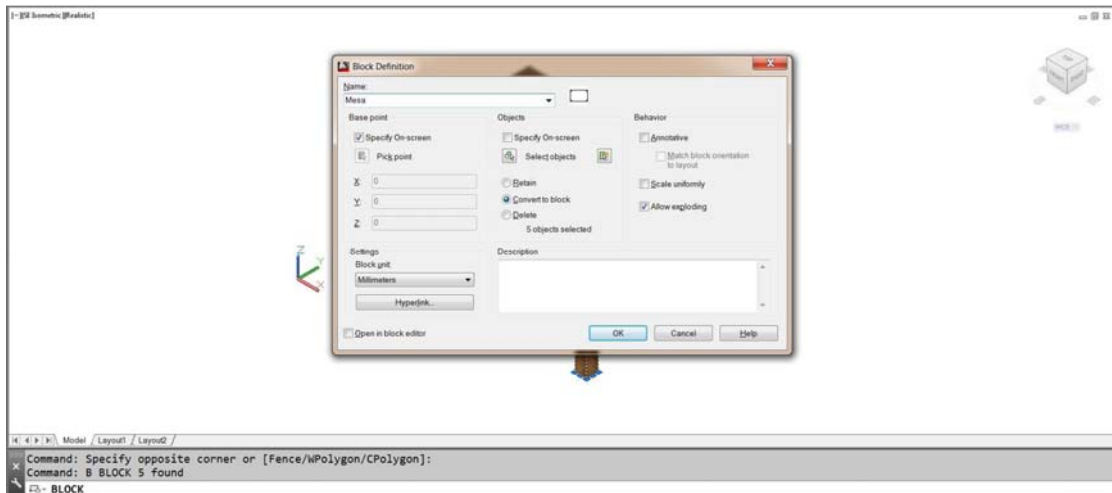 [−][SE Isometric][Realistic]
Block Definition
Name:
Mesa
Base point
Specify On-screen
Pick point
X: 0
Y: 0
Z: 0
Objects
Specify On-screen
Select objects
Retain
Convert to block
Delete
5 objects selected
Behavior
Annotative
Match block orientation
to layout
Scale uniformly
Allow exploding
Settings
Block unit:
Millimeters
Hyperlink...
Description
Open in block editor
OK Cancel Help
Z
Y
X
Model / Layout1 / Layout2 /
Command: Specify opposite corner or [Fence/WPolygon/CPolygon]:
Command: B BLOCK 5 found
BLOCK